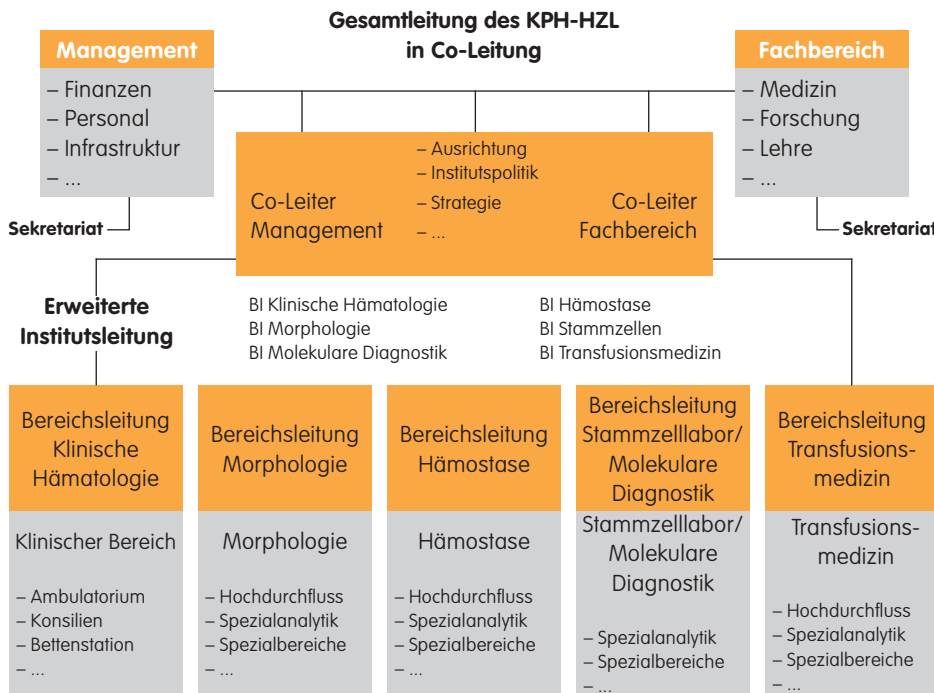 Gesamtleitung des KPH-HZL
in Co-Leitung
Management
– Finanzen
– Personal
– Infrastruktur
– ...
Sekretariat
Fachbereich
– Medizin
– Forschung
– Lehre
– ...
Sekretariat
Co-Leiter
Management
– Ausrichtung
– Institutspolitik
– Strategie
– ...
Co-Leiter
Fachbereich
Erweiterte
Institutsleitung
BI Klinische Hämatologie
BI Morphologie
BI Molekulare Diagnostik
BI Hämostase
BI Stammzellen
BI Transfusionsmedizin
Bereichsleitung
Klinische
Hämatologie
Klinischer Bereich
– Ambulatorium
– Konsilien
– Bettenstation
– ...
Bereichsleitung
Morphologie
Morphologie
– Hochdurchfluss
– Spezialanalytik
– Spezialbereiche
– ...
Bereichsleitung
Hämostase
Hämostase
– Hochdurchfluss
– Spezialanalytik
– Spezialbereiche
– ...
Bereichsleitung
Stammzelllabor/
Molekulare
Diagnostik
Stammzelllabor/
Molekulare
Diagnostik
– Spezialanalytik
– Spezialbereiche
– ...
Bereichsleitung
Transfusions-
medizin
Transfusions-
medizin
– Hochdurchfluss
– Spezialanalytik
– Spezialbereiche
– ...